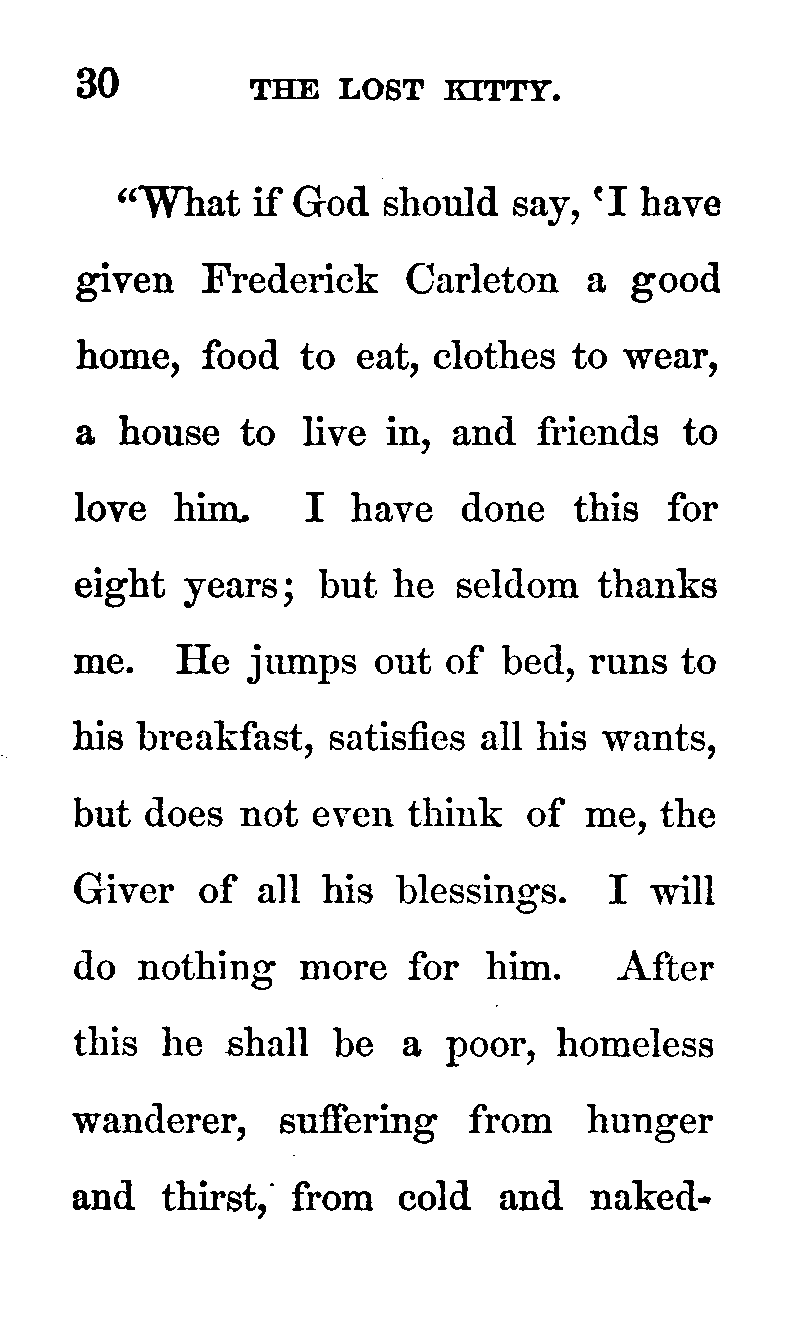 30 THE LOST KITTY.
“What if God should say, ‘I have
given Frederick Carleton a good
home, food to eat, clothes to wear,
a house to live in, and friends to
love him. I have done this for
eight years; but he seldom thanks
me. He jumps out of bed, runs to
his breakfast, satisfies all his wants,
but does not even think of me, the
Giver of all his blessings. I will
do nothing more for him. After
this he shall be a poor, homeless
wanderer, suffering from hunger
and thirst, from cold and naked-